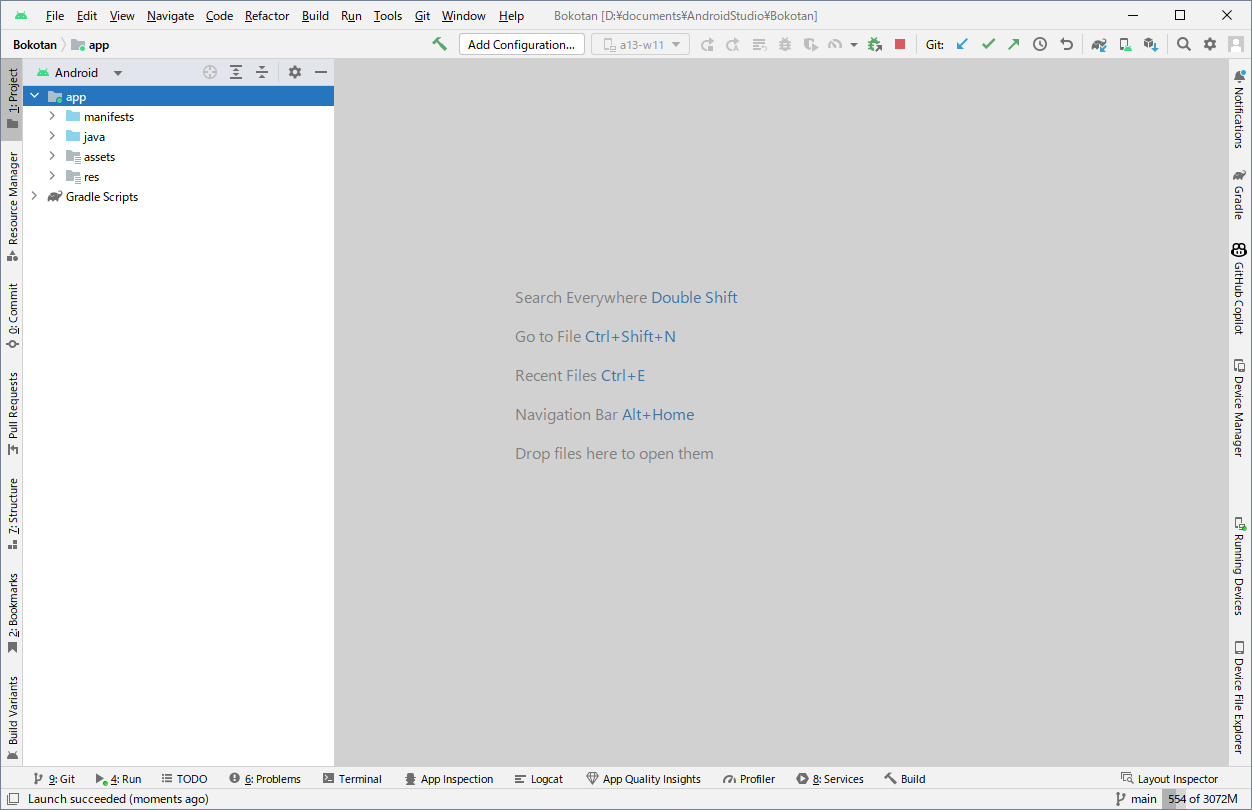 File Edit View Navigate Code Refactor Build Run Tools Git Window Help Bokotan [D:¥documents¥AndroidStudio¥Bokotan]
Bokotan app Add Configuration... a13-w11 Git:
Android
app
manifests
java
assets
res
Gradle Scripts
1: Project
Resource Manager
0: Commit
Pull Requests
7: Structure
2: Bookmarks
Build Variants
Search Everywhere Double Shift
Go to File Ctrl+Shift+N
Recent Files Ctrl+E
Navigation Bar Alt+Home
Drop files here to open them
Notifications
Gradle
GitHub Copilot
Device Manager
Running Devices
Device File Explorer
9: Git 4: Run TODO 6: Problems Terminal App Inspection Logcat App Quality Insights Profiler 8: Services Build Layout Inspector
Launch succeeded (moments ago) main 554 of 3072M